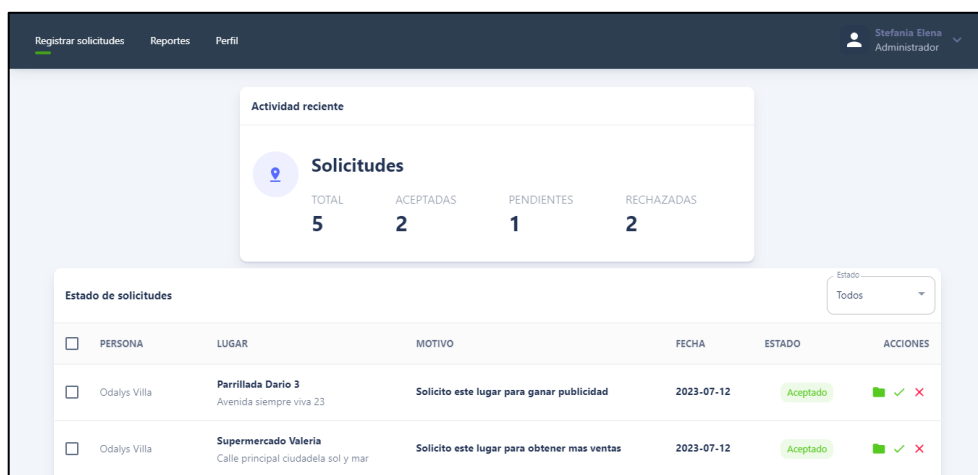 Registrar solicitudes Reportes Perfil Stefania Elena
Administrador
Actividad reciente
Solicitudes
TOTAL ACEPTADAS PENDIENTES RECHAZADAS
5 2 1 2
Estado de solicitudes
Estado
Todos
PERSONA LUGAR MOTIVO FECHA ESTADO ACCIONES
Odalys Villa Parrillada Dario 3 Solicito este lugar para ganar publicidad 2023-07-12 Aceptado
Avenida siempre viva 23
Odalys Villa Supermercado Valeria Solicito este lugar para obtener mas ventas 2023-07-12 Aceptado
Calle principal ciudadela sol y mar